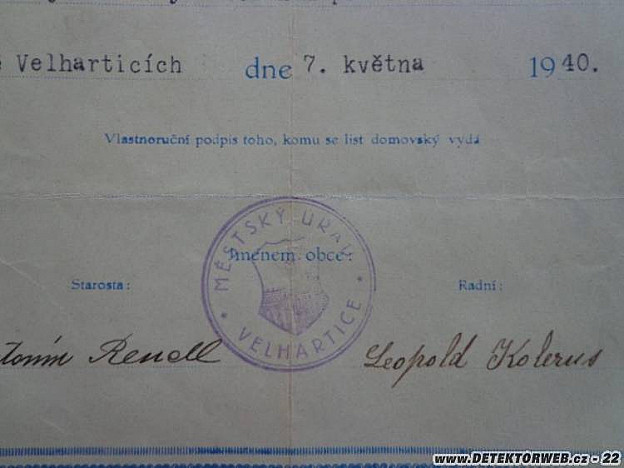 Velharticích dne 7. května 1940.
Vlastnoruční podpis toho, komu se list domovský vydá
MĚSTSKÝ ÚŘAD
VELHARTICE
Jménem obce:
Starosta: Radní:
Leopold Kolerus
www.DETEKTORWEB.cz - 22